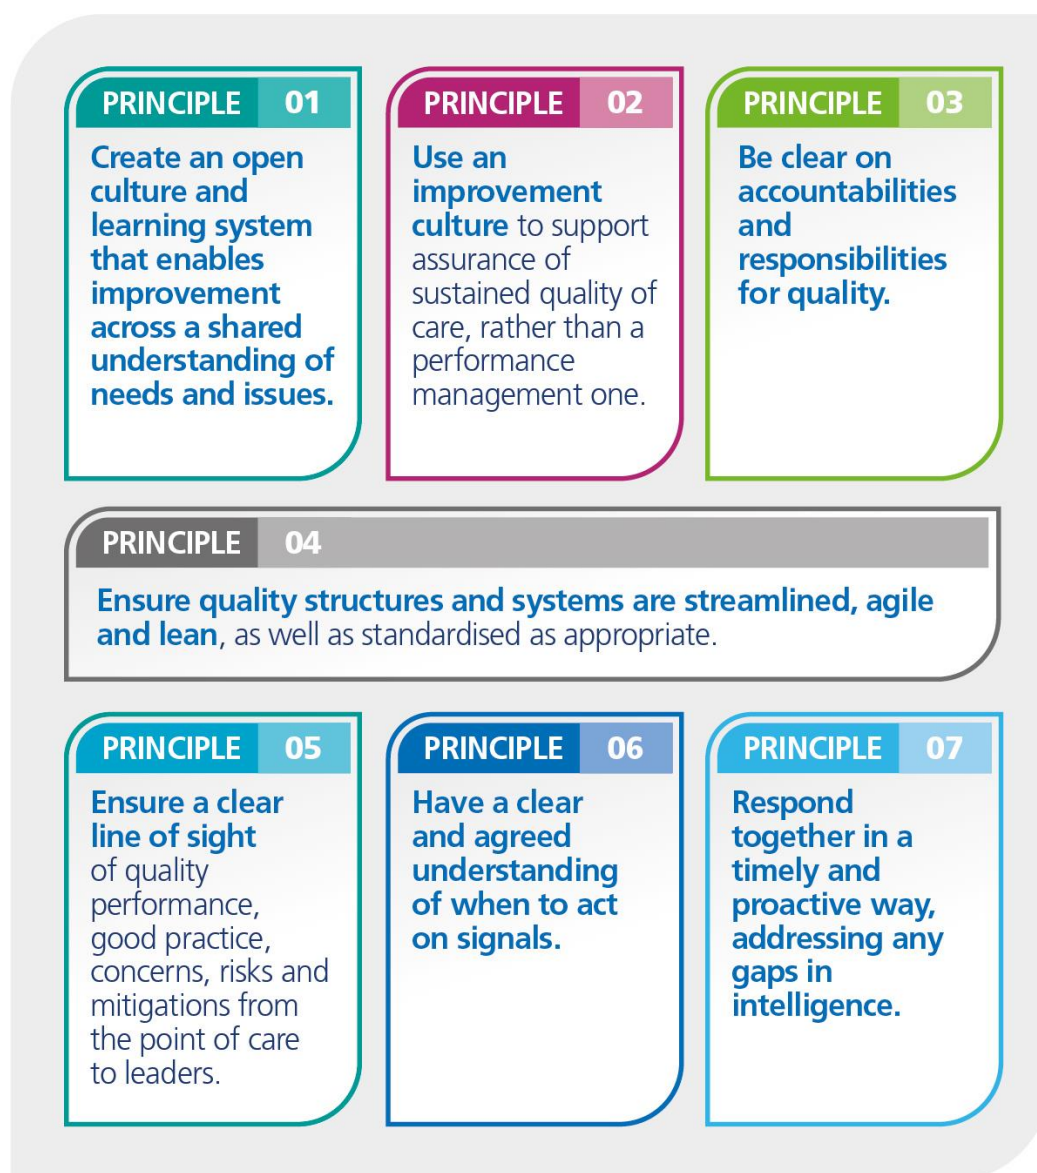 PRINCIPLE 01
Create an open
culture and
learning system
that enables
improvement
across a shared
understanding of
needs and issues.
PRINCIPLE 02
Use an
improvement
culture to support
assurance of
sustained quality of
care, rather than a
performance
management one.
PRINCIPLE 03
Be clear on
accountabilities
and
responsibilities
for quality.
PRINCIPLE 04
Ensure quality structures and systems are streamlined, agile
and lean, as well as standardised as appropriate.
PRINCIPLE 05
Ensure a clear
line of sight
of quality
performance,
good practice,
concerns, risks and
mitigations from
the point of care
to leaders.
PRINCIPLE 06
Have a clear
and agreed
understanding
of when to act
on signals.
PRINCIPLE 07
Respond
together in a
timely and
proactive way,
addressing any
gaps in
intelligence.